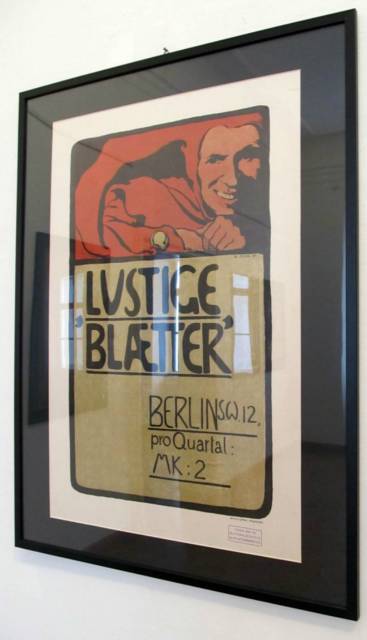 'LVSTIGE
BLÆTTER'
BERLIN SW.12.
pro Quartal:
MK: 2